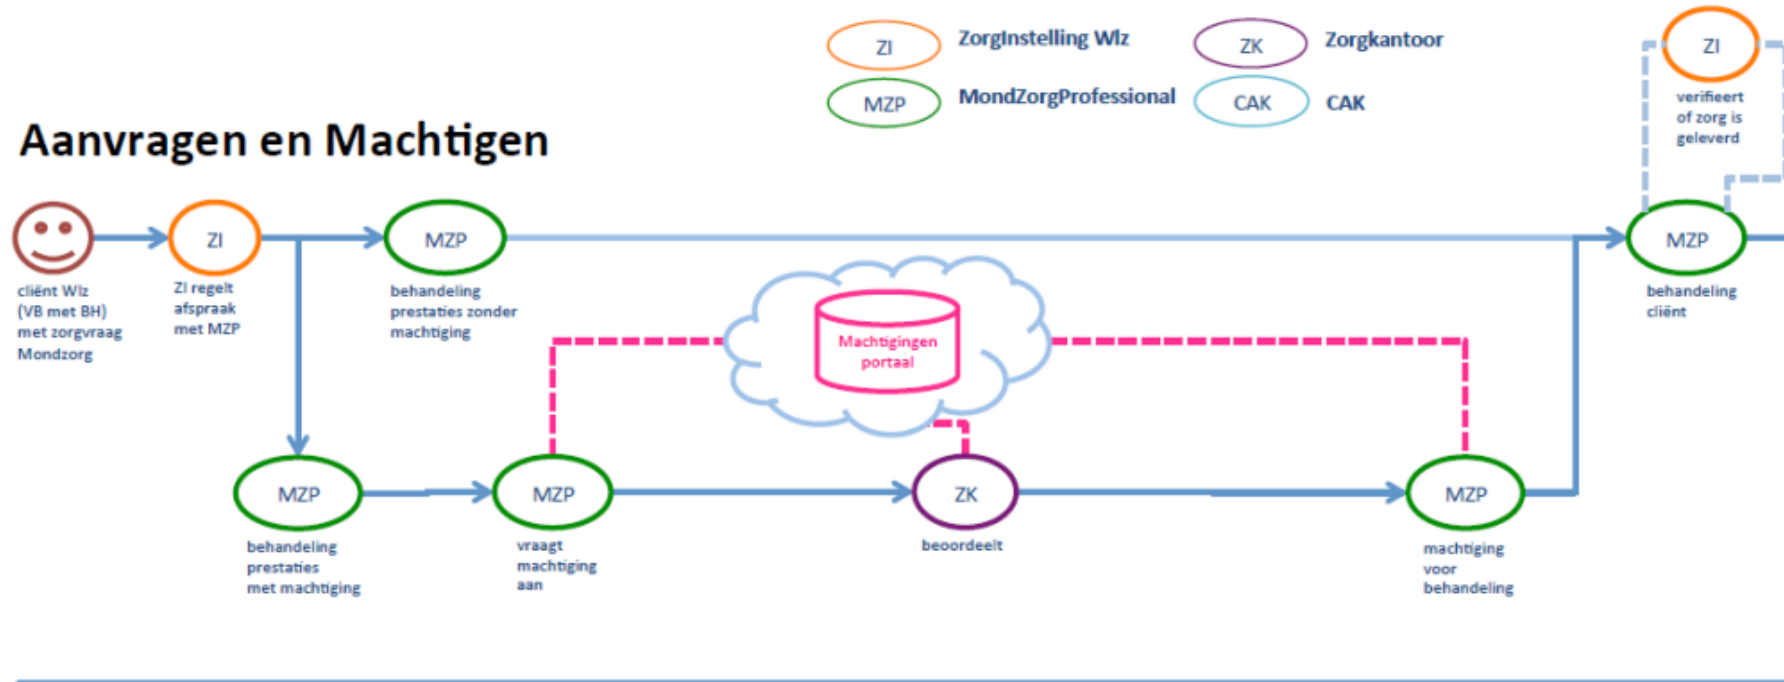 ZI
ZorgInstelling Wlz
ZK
Zorgkantoor
MZP
MondZorgProfessional
CAK
CAK
Aanvragen en Machtigen
ZI
verifieert
of zorg is
geleverd
cliënt Wlz
(VB met BH)
met zorgvraag
Mondzorg
ZI
ZI regelt
afspraak
met MZP
MZP
behandeling
prestaties zonder
machtiging
Machtigingen
portaal
MZP
behandeling
cliënt
MZP
behandeling
prestaties
met machtiging
MZP
vraagt
machtiging
aan
ZK
beoordeelt
MZP
machtiging
voor
behandeling